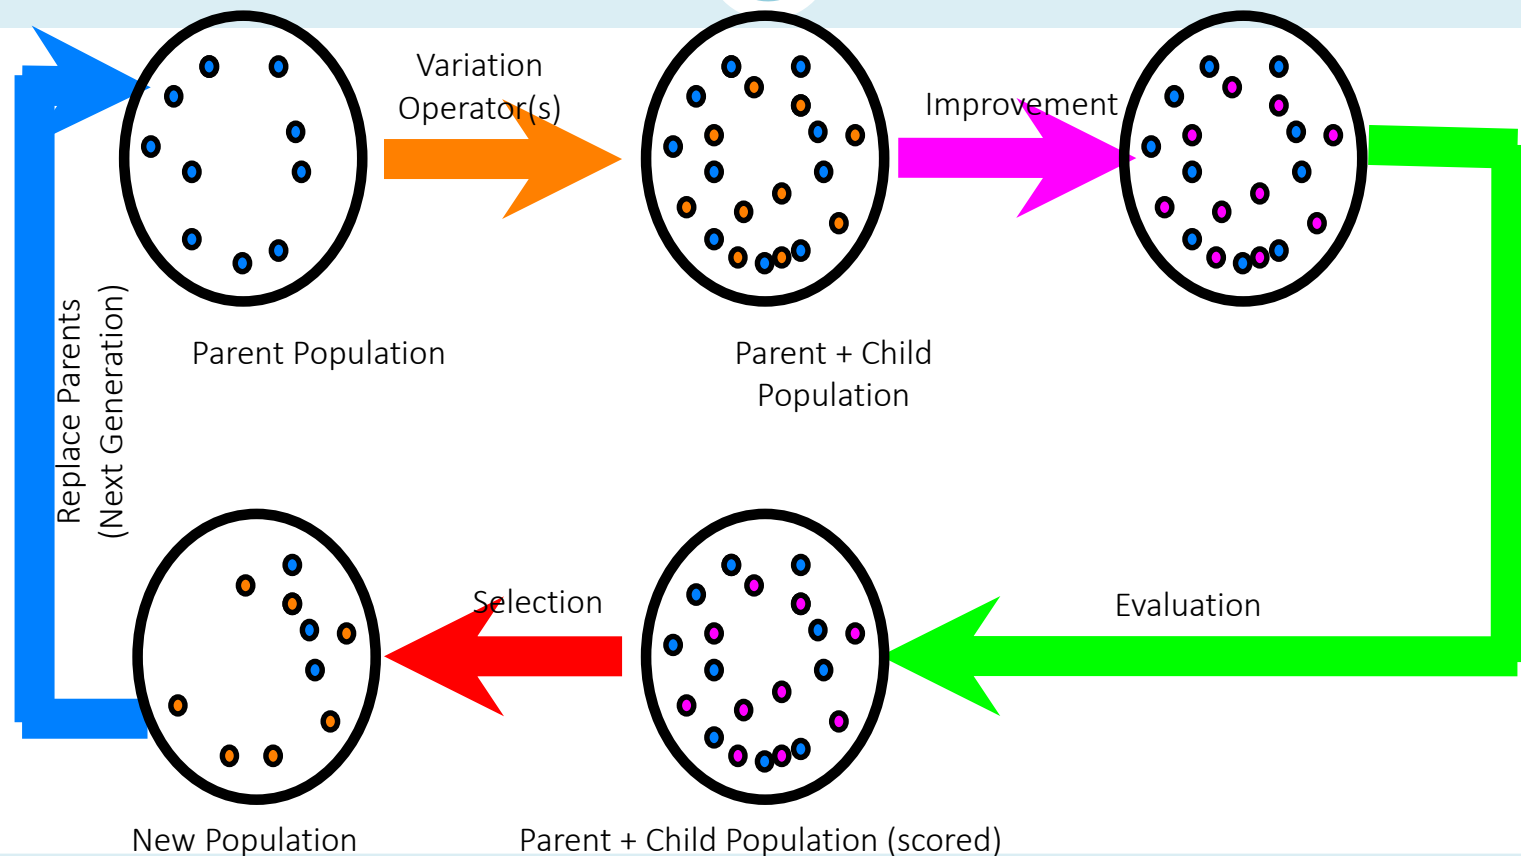 Variation
Operator(s)
Improvement
Parent Population
Parent + Child
Population
Replace Parents
(Next Generation)
Selection
Evaluation
New Population
Parent + Child Population (scored)